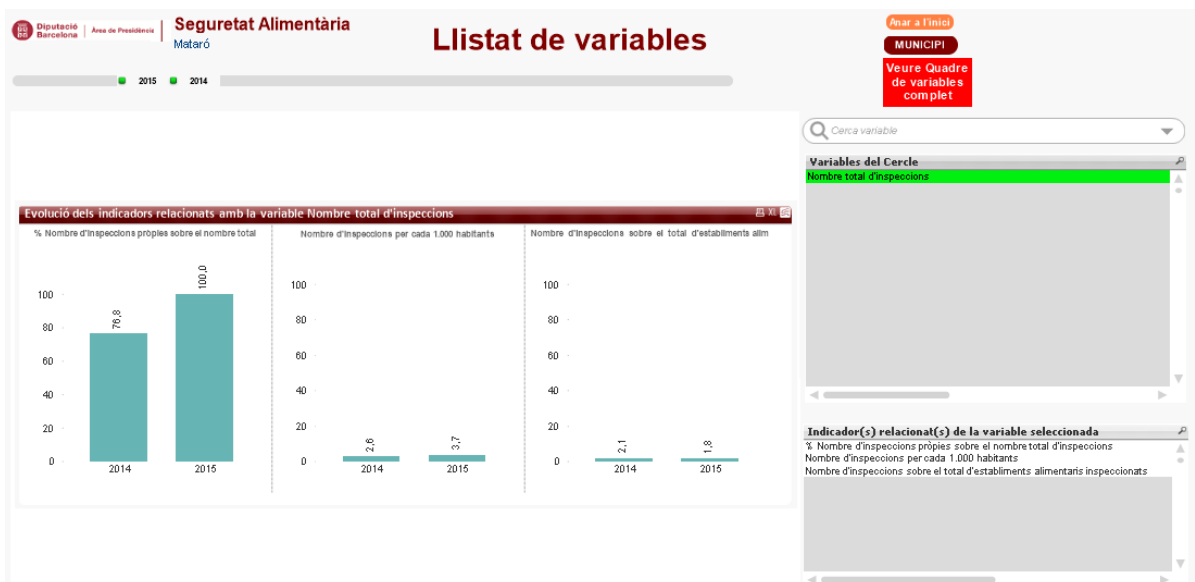 Diputació
Barcelona
Àrea de Presidència
Seguretat Alimentària
Mataró
Llistat de variables
Anar a l'inici
MUNICIPI
Veure Quadre
de variables
complet
2015
2014
Cerca variable
Variables del Cercle
Nombre total d'inspeccions
Evolució dels indicadors relacionats amb la variable Nombre total d'inspeccions
XL
% Nombre d'inspeccions pròpies sobre el nombre total
100
80
60
40
20
0
76,8
100,0
2014
2015
Nombre d'inspeccions per cada 1.000 habitants
100
80
60
40
20
0
2,6
3,7
2014
2015
Nombre d'inspeccions sobre el total d'establiments alim
100
80
60
40
20
0
2,1
1,8
2014
2015
Indicador(s) relacionat(s) de la variable seleccionada
% Nombre d'inspeccions pròpies sobre el nombre total d'inspeccions
Nombre d'inspeccions per cada 1.000 habitants
Nombre d'inspeccions sobre el total d'establiments alimentaris inspeccionats